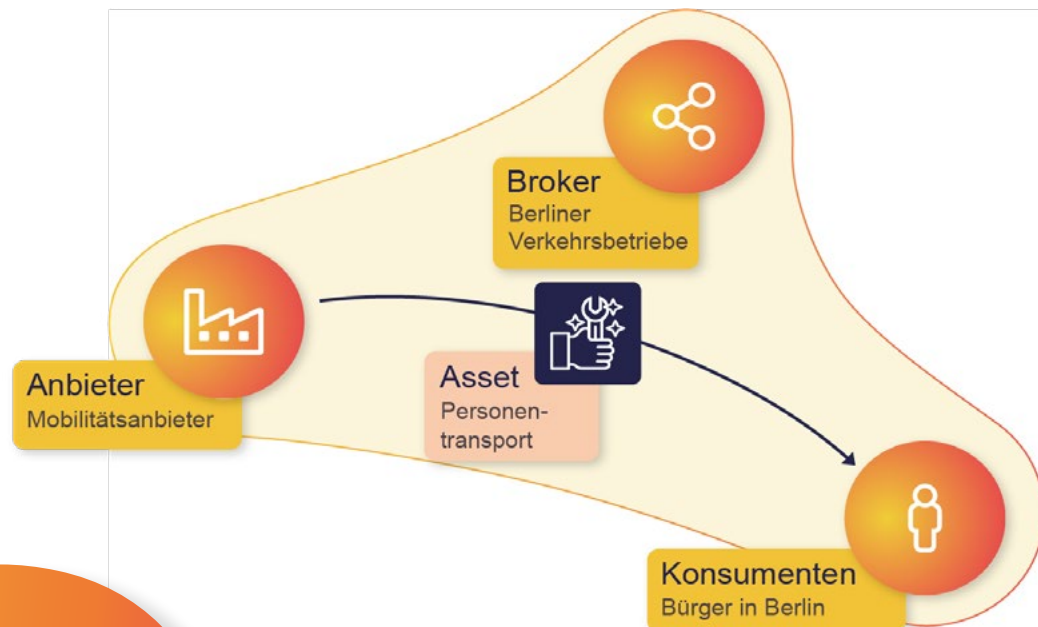 Broker
Berliner
Verkehrsbetriebe
Anbieter
Mobilitätsanbieter
Asset
Personen-
transport
Konsumenten
Bürger in Berlin